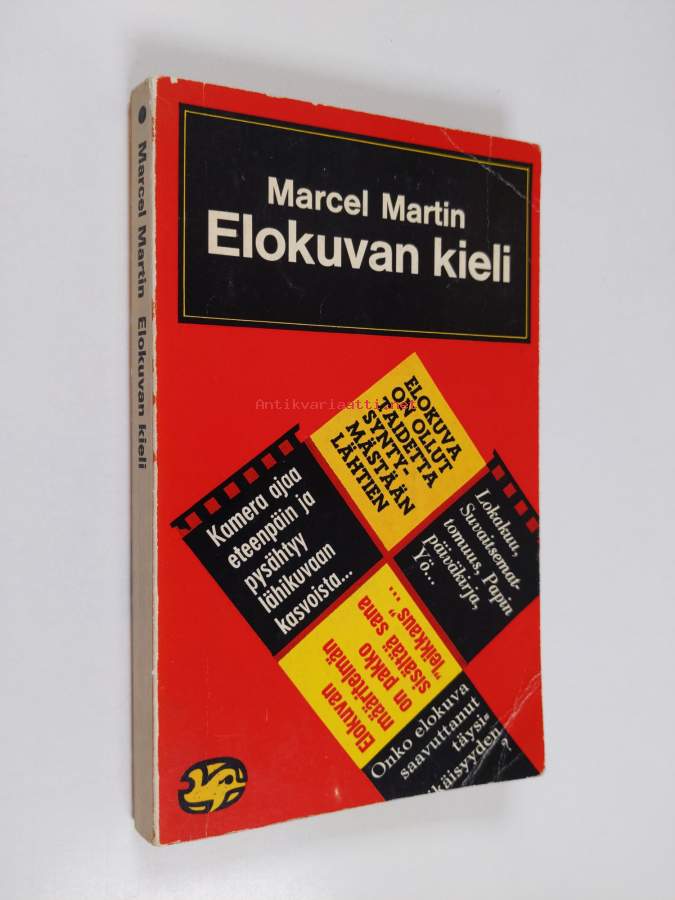 Marcel Martin Elokuvan kieli
Marcel Martin
Elokuvan kieli
Antikvariaatti.net
ELOKUVA
ON OLLUT
TAIDETTA
SYNTY-
MÄSTÄÄN
LÄHTIEN
Kamera ajaa
eteenpäin ja
pysähtyy
lähikuvaan
kasvoista...
Lokakuu,
Suvaitsemat-
tomuus, Papin
päiväkirja,
Yö...
Elokuvan
määritelmän
on pakko
sisältää sana
"leikkaus"...
Onko elokuva
saavuttanut
täysi-
käisyyden?